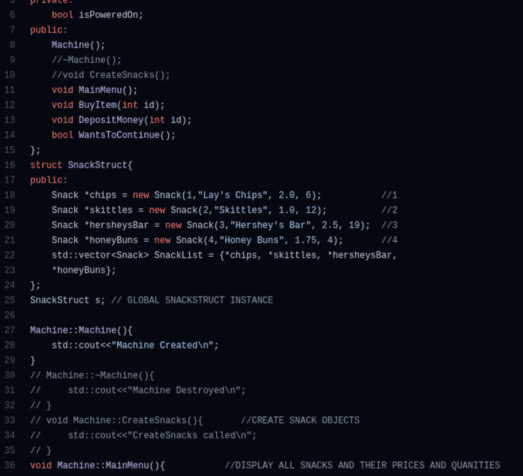 5 private:
6     bool isPoweredOn;
7 public:
8     Machine();
9     //~Machine();
10     //void CreateSnacks();
11     void MainMenu();
12     void BuyItem(int id);
13     void DepositMoney(int id);
14     bool WantsToContinue();
15 };
16 struct SnackStruct{
17 public:
18     Snack *chips = new Snack(1,"Lay's Chips", 2.0, 6);           //1
19     Snack *skittles = new Snack(2,"Skittles", 1.0, 12);          //2
20     Snack *hersheysBar = new Snack(3,"Hershey's Bar", 2.5, 19);  //3
21     Snack *honeyBuns = new Snack(4,"Honey Buns", 1.75, 4);       //4
22     std::vector<Snack> SnackList = {*chips, *skittles, *hersheysBar,
23     *honeyBuns};
24 };
25 SnackStruct s; // GLOBAL SNACKSTRUCT INSTANCE
26
27 Machine::Machine(){
28     std::cout<<"Machine Created\n";
29 }
30 // Machine::~Machine(){
31 //     std::cout<<"Machine Destroyed\n";
32 // }
33 // void Machine::CreateSnacks(){       //CREATE SNACK OBJECTS
34 //     std::cout<<"CreateSnacks called\n";
35 // }
36 void Machine::MainMenu(){           //DISPLAY ALL SNACKS AND THEIR PRICES AND QUANITIES